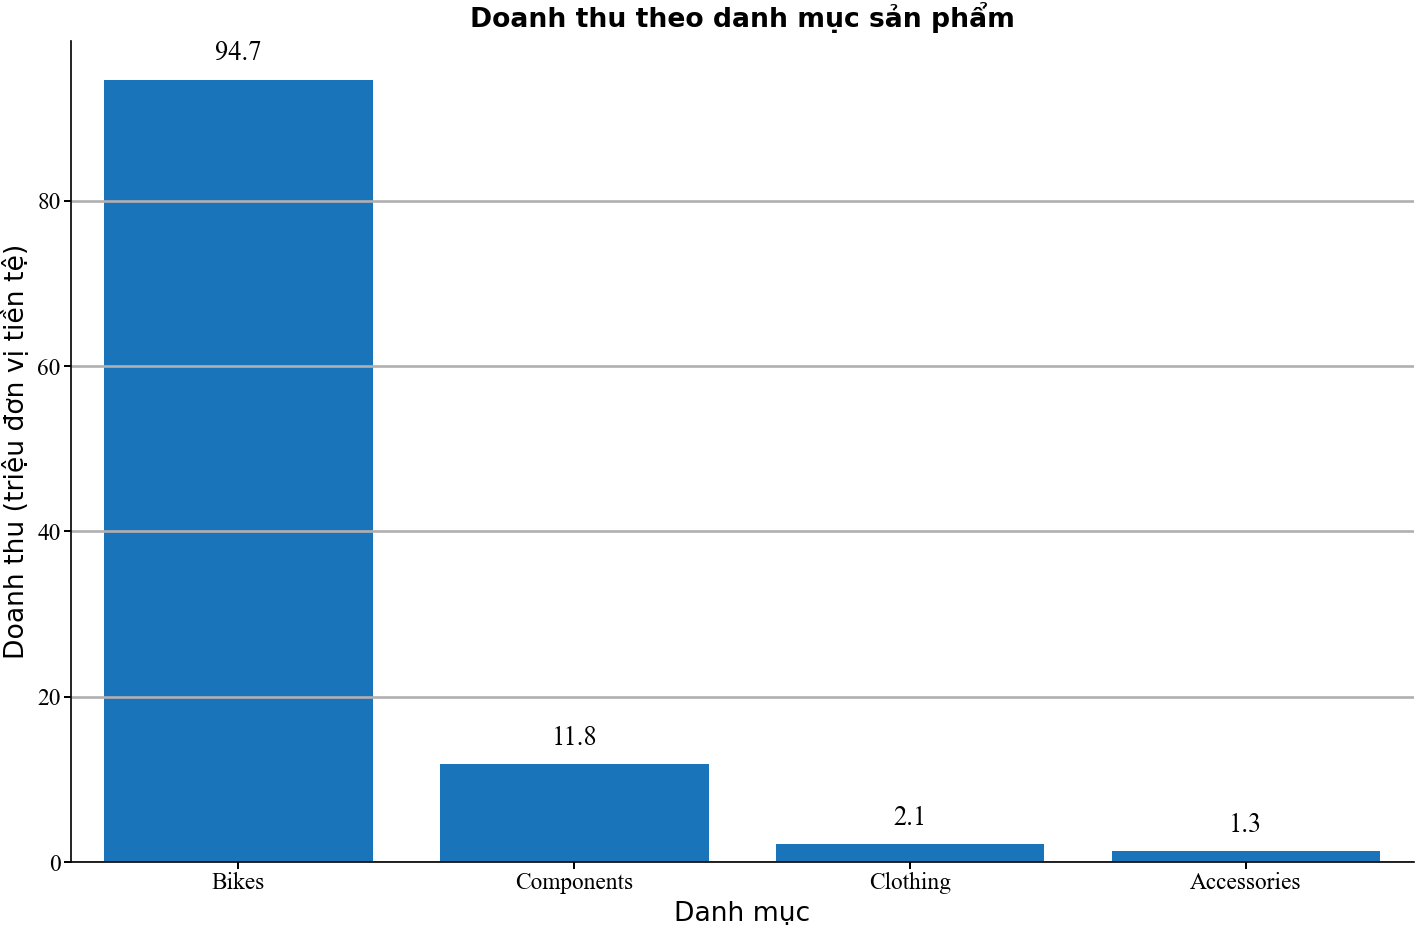 Doanh thu theo danh mục sản phẩm
Doanh thu (triệu đơn vị tiền tệ)
94.7
80
60
40
20
11.8
2.1
1.3
0
Bikes
Components
Clothing
Accessories
Danh mục